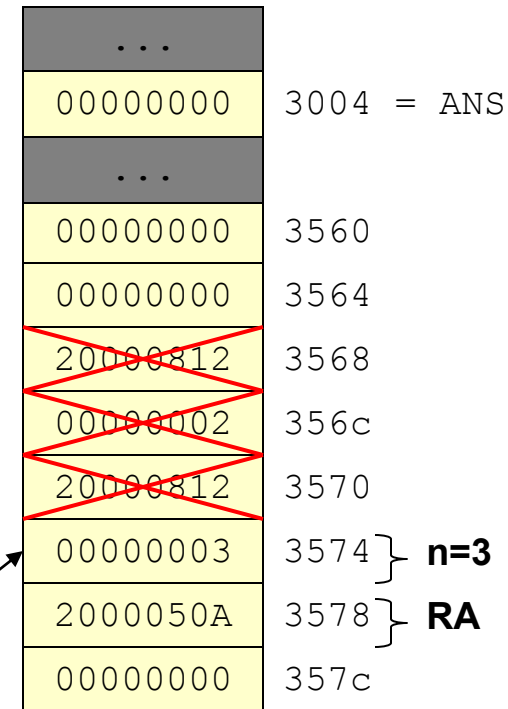 ...
00000000 3004 = ANS
...
00000000 3560
00000000 3564
20000812 3568
00000002 356c
20000812 3570
00000003 3574 n=3
2000050A 3578 RA
00000000 357c